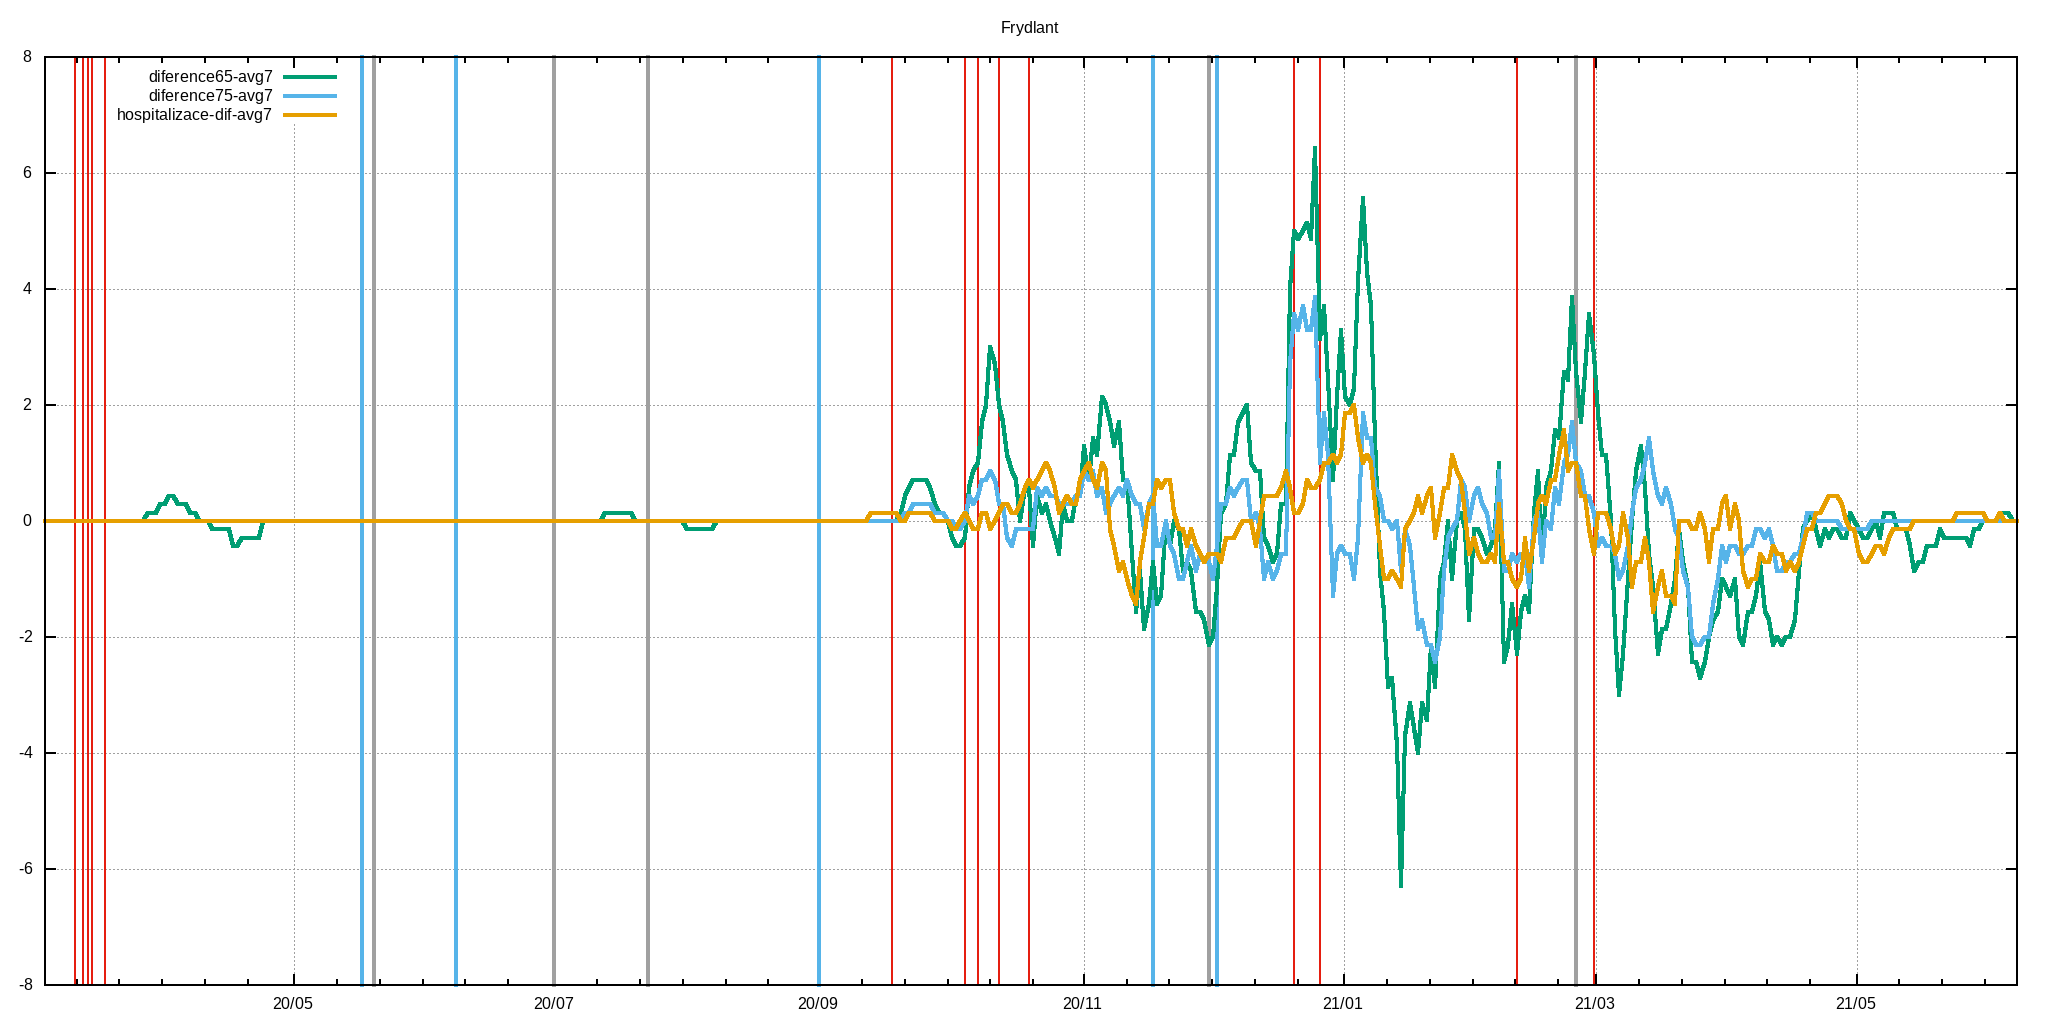 Frydlant
8
diference65-avg7
diference75-avg7
hospitalizace-dif-avg7
6
4
2
0
-2
-4
-6
-8
20/05 20/07 20/09 20/11 21/01 21/03 21/05